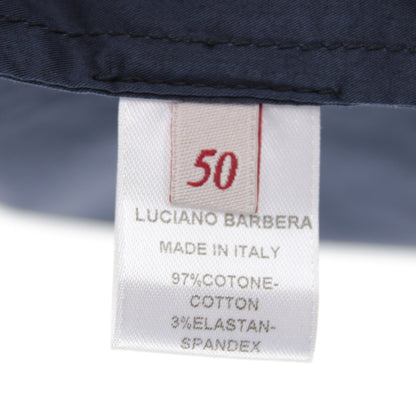 50
LUCIANO BARBERA
MADE IN ITALY
97%COTONE-
COTTON
3%ELASTAN-
SPANDEX